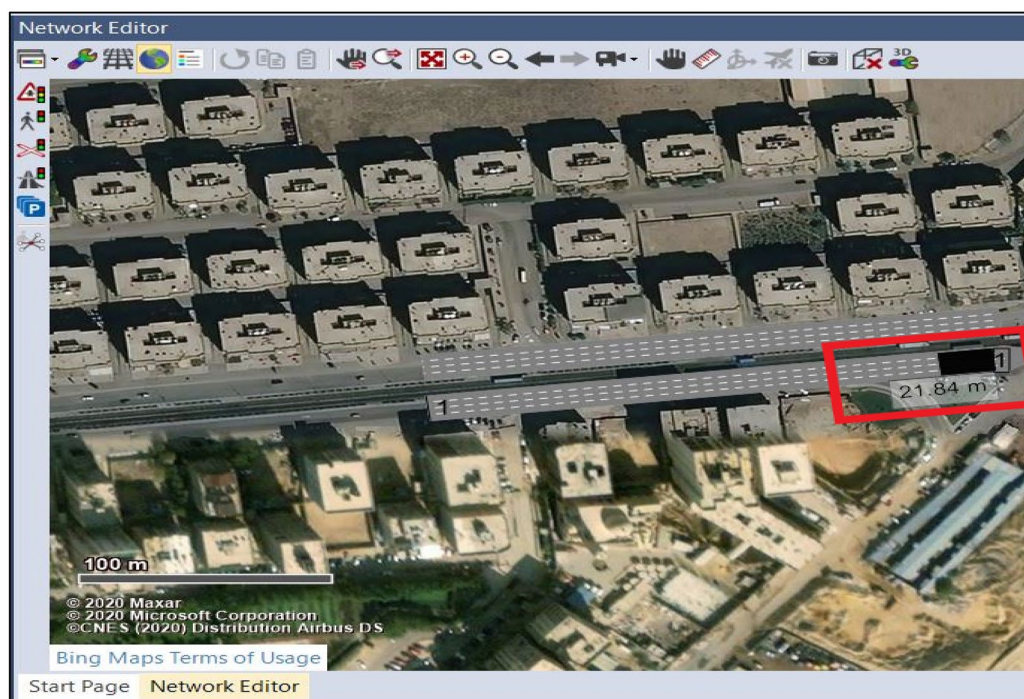 Network Editor
3D
P
1
21.84 m
1
100 m
© 2020 Maxar
© 2020 Microsoft Corporation
©CNES (2020) Distribution Airbus DS
Bing Maps Terms of Usage
Start Page Network Editor